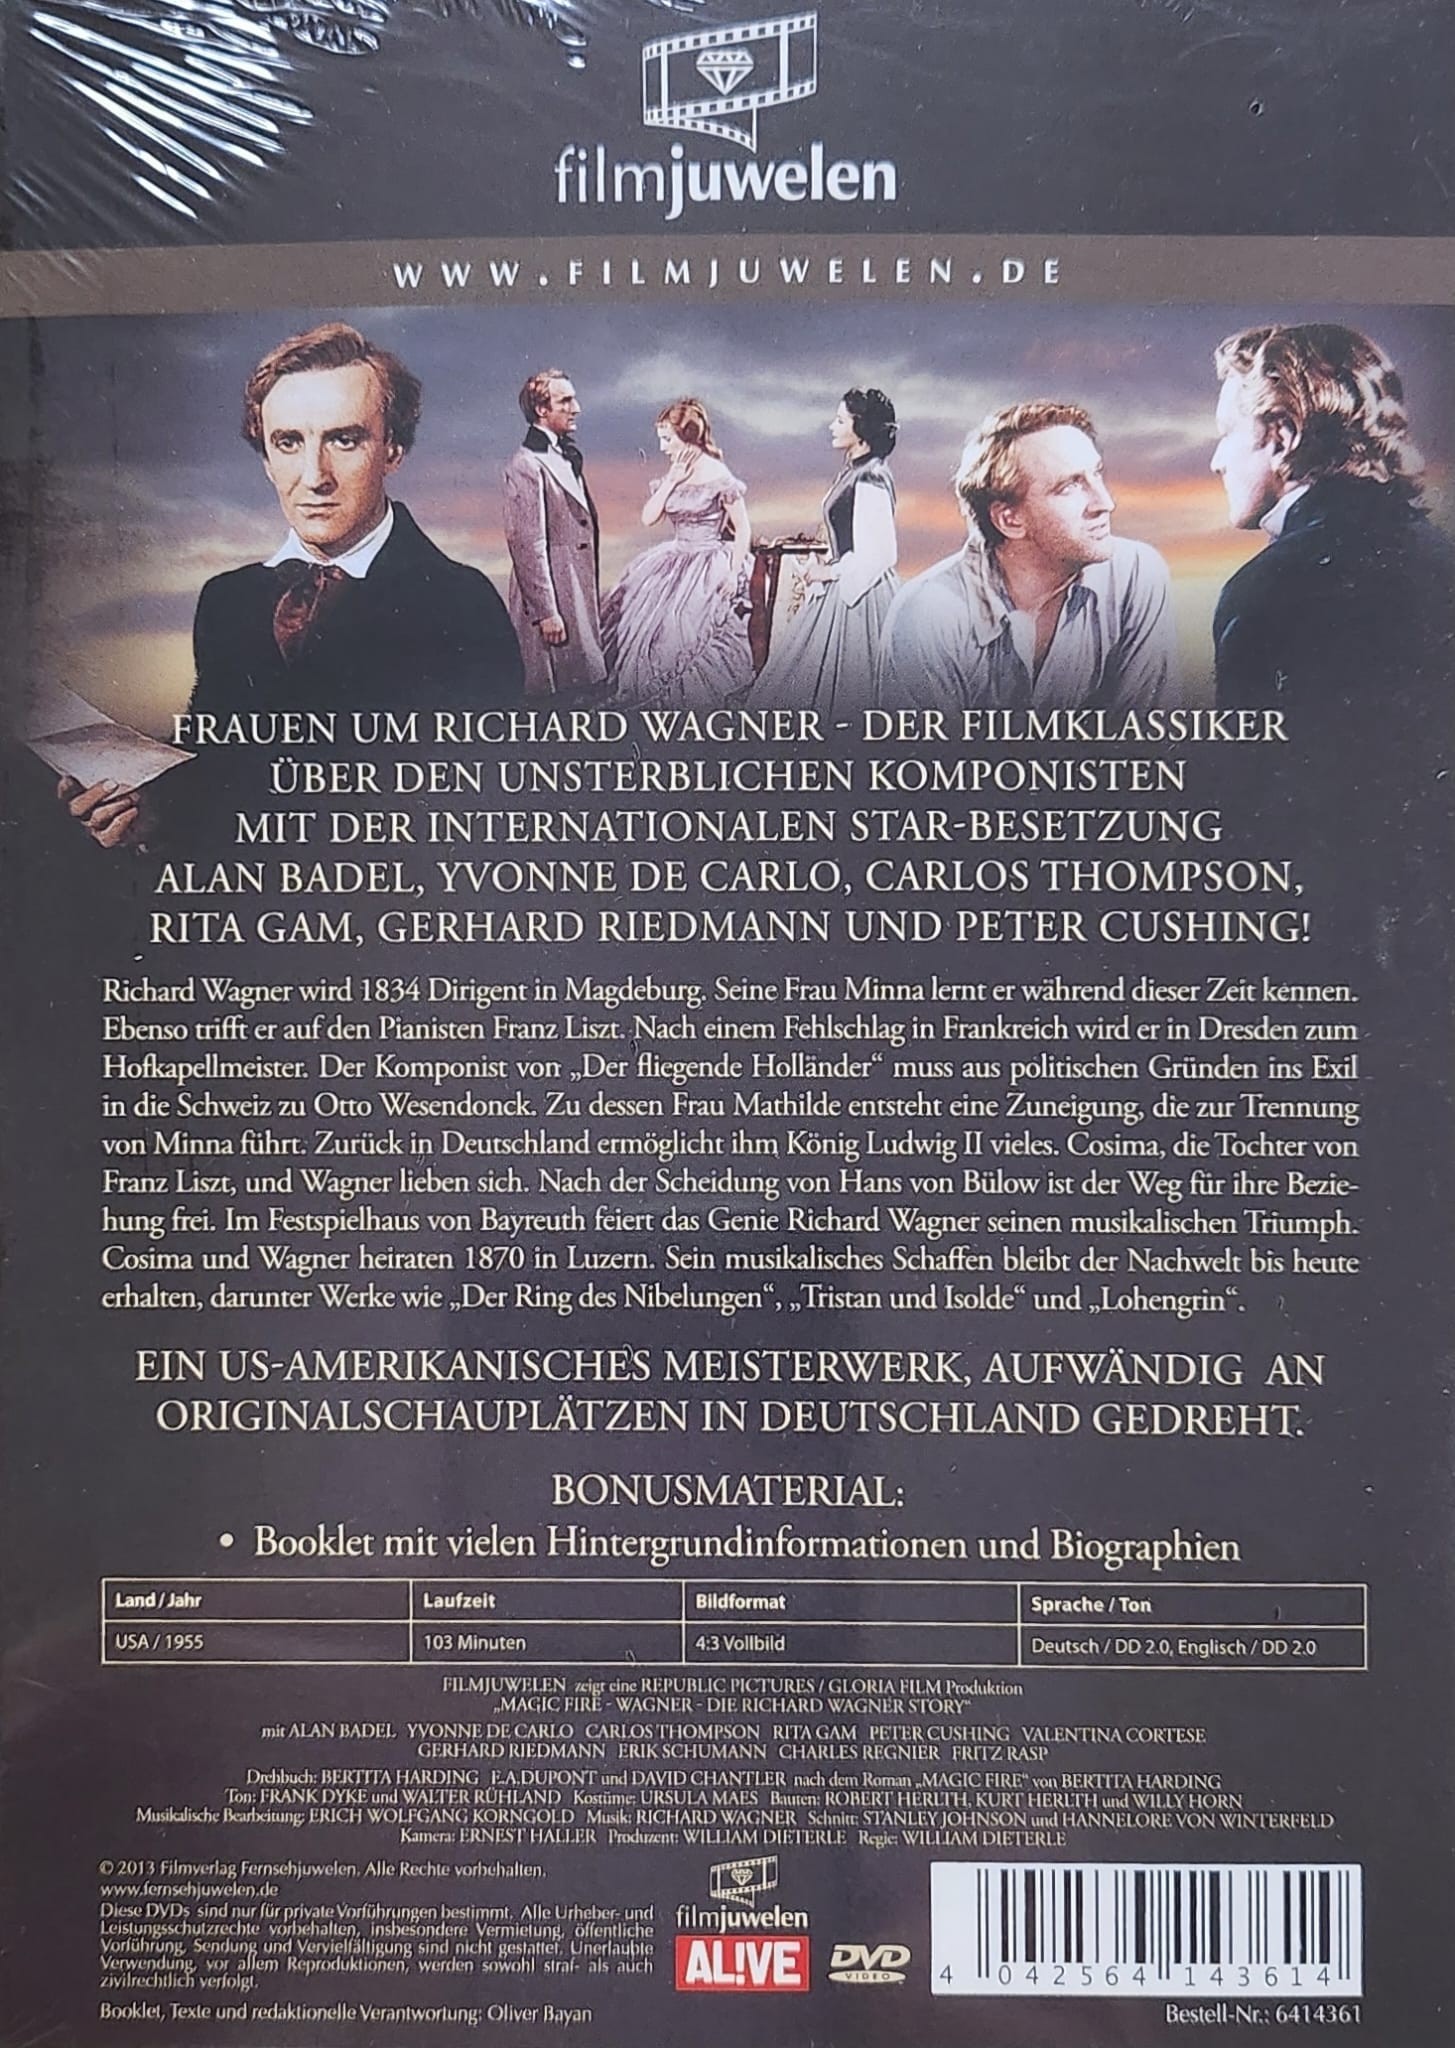 filmjuwelen
WWW.FILMJUWELEN.DE
FRAUEN UM RICHARD WAGNER - DER FILMKLASSIKER
ÜBER DEN UNSTERBLICHEN KOMPONISTEN
MIT DER INTERNATIONALEN STAR-BESETZUNG
ALAN BADEL, YVONNE DE CARLO, CARLOS THOMPSON,
RITA GAM, GERHARD RIEDMANN UND PETER CUSHING!
Richard Wagner wird 1834 Dirigent in Magdeburg. Seine Frau Minna lernt er während dieser Zeit kennen.
Ebenso trifft er auf den Pianisten Franz Liszt. Nach einem Fehlschlag in Frankreich wird er in Dresden zum
Hofkapellmeister. Der Komponist von „Der fliegende Holländer“ muss aus politischen Gründen ins Exil
in die Schweiz zu Otto Wesendonck. Zu dessen Frau Mathilde entsteht eine Zuneigung, die zur Trennung
von Minna führt. Zurück in Deutschland ermöglicht ihm König Ludwig II vieles. Cosima, die Tochter von
Franz Liszt, und Wagner lieben sich. Nach der Scheidung von Hans von Bülow ist der Weg für ihre Bezie-
hung frei. Im Festspielhaus von Bayreuth feiert das Genie Richard Wagner seinen musikalischen Triumph.
Cosima und Wagner heiraten 1870 in Luzern. Sein musikalisches Schaffen bleibt der Nachwelt bis heute
erhalten, darunter Werke wie „Der Ring des Nibelungen“, „Tristan und Isolde“ und „Lohengrin“.
EIN US-AMERIKANISCHES MEISTERWERK, AUFWÄNDIG AN
ORIGINALSCHAUPLÄTZEN IN DEUTSCHLAND GEDREHT.
BONUSMATERIAL:
• Booklet mit vielen Hintergrundinformationen und Biographien
Land / Jahr Laufzeit Bildformat Sprache / Ton
USA / 1955 103 Minuten 4:3 Vollbild Deutsch / DD 2.0, Englisch / DD 2.0
FILMJUWELEN zeigt eine REPUBLIC PICTURES / GLORIA FILM Produktion
„MAGIC FIRE - WAGNER - DIE RICHARD WAGNER STORY“
mit ALAN BADEL YVONNE DE CARLO CARLOS THOMPSON RITA GAM PETER CUSHING VALENTINA CORTESE
GERHARD RIEDMANN ERIK SCHUMANN CHARLES REGNIER FRITZ RASP
Drehbuch: BERTITA HARDING E.A.DUPONT und DAVID CHANTLER nach dem Roman „MAGIC FIRE“ von BERTITA HARDING
Ton: FRANK DYKE und WALTER RÜHLAND Kostüme: URSULA MAES Bauten: ROBERT HERLTH, KURT HERLTH und WILLY HORN
Musikalische Bearbeitung: ERICH WOLFGANG KORNGOLD Musik: RICHARD WAGNER Schnitt: STANLEY JOHNSON und HANNELORE VON WINTERFELD
Kamera: ERNEST HALLER Produzent: WILLIAM DIETERLE Regie: WILLIAM DIETERLE
© 2013 Filmverlag Fernsehjuwelen. Alle Rechte vorbehalten.
www.fernsehjuwelen.de
Diese DVDs sind nur für private Vorführungen bestimmt. Alle Urheber- und
Leistungsschutzrechte vorbehalten, insbesondere Vermietung, öffentliche
Vorführung, Sendung und Vervielfältigung sind nicht gestattet. Unerlaubte
Verwendung, vor allem Reproduktionen, werden sowohl straf- als auch
zivilrechtlich verfolgt.
Booklet, Texte und redaktionelle Verantwortung: Oliver Bayan
filmjuwelen
AL!VE
DVD
VIDEO
4 042564 143614
Bestell-Nr.: 6414361